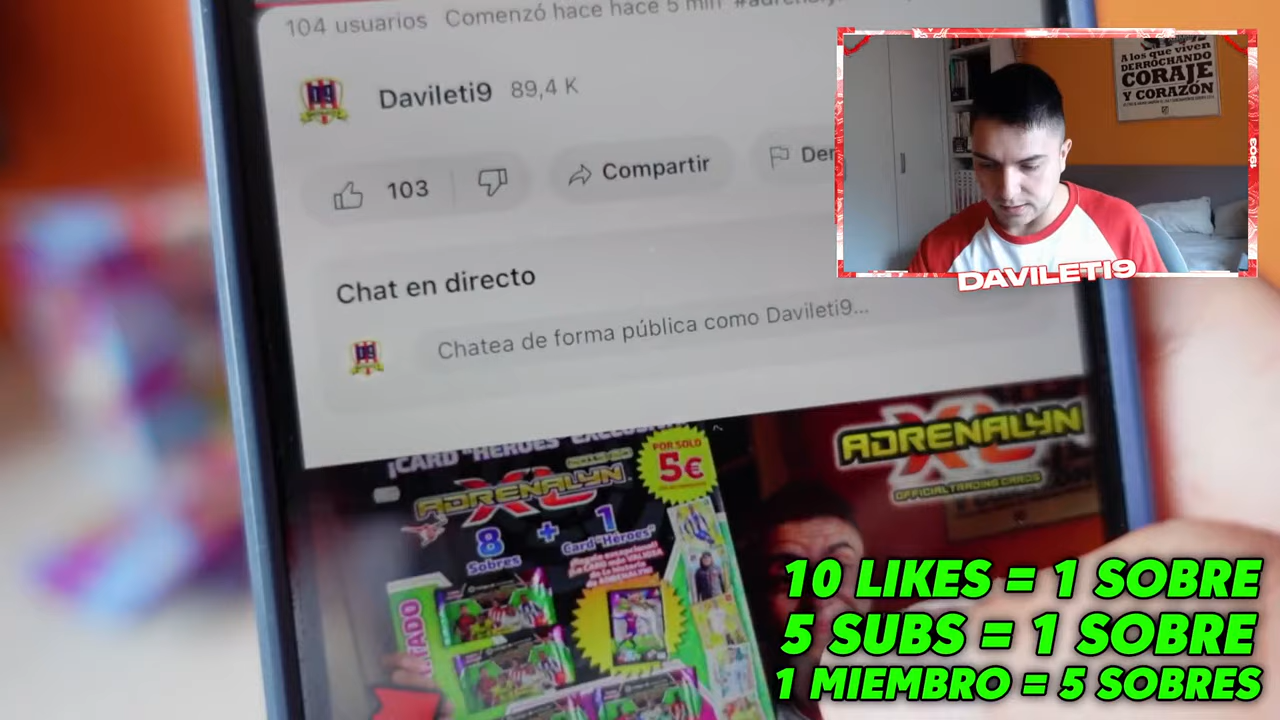 104 usuarios Comenzó hace hace 5 min
Davileti9 89,4 K
103
Compartir
Chat en directo
Chatea de forma pública como Davileti9...
A los que viven
DERROCHANDO
CORAJE
Y CORAZÓN
1903
DAVILETI9
¡CARD "HEROES"
ADRENALYN
XL
POR SOLO
5€
8 + 1
Sobres
Card "Heroes"
ADRENALYN
XL
OFFICIAL TRADING CARDS
10 LIKES = 1 SOBRE
5 SUBS = 1 SOBRE
1 MIEMBRO = 5 SOBRES